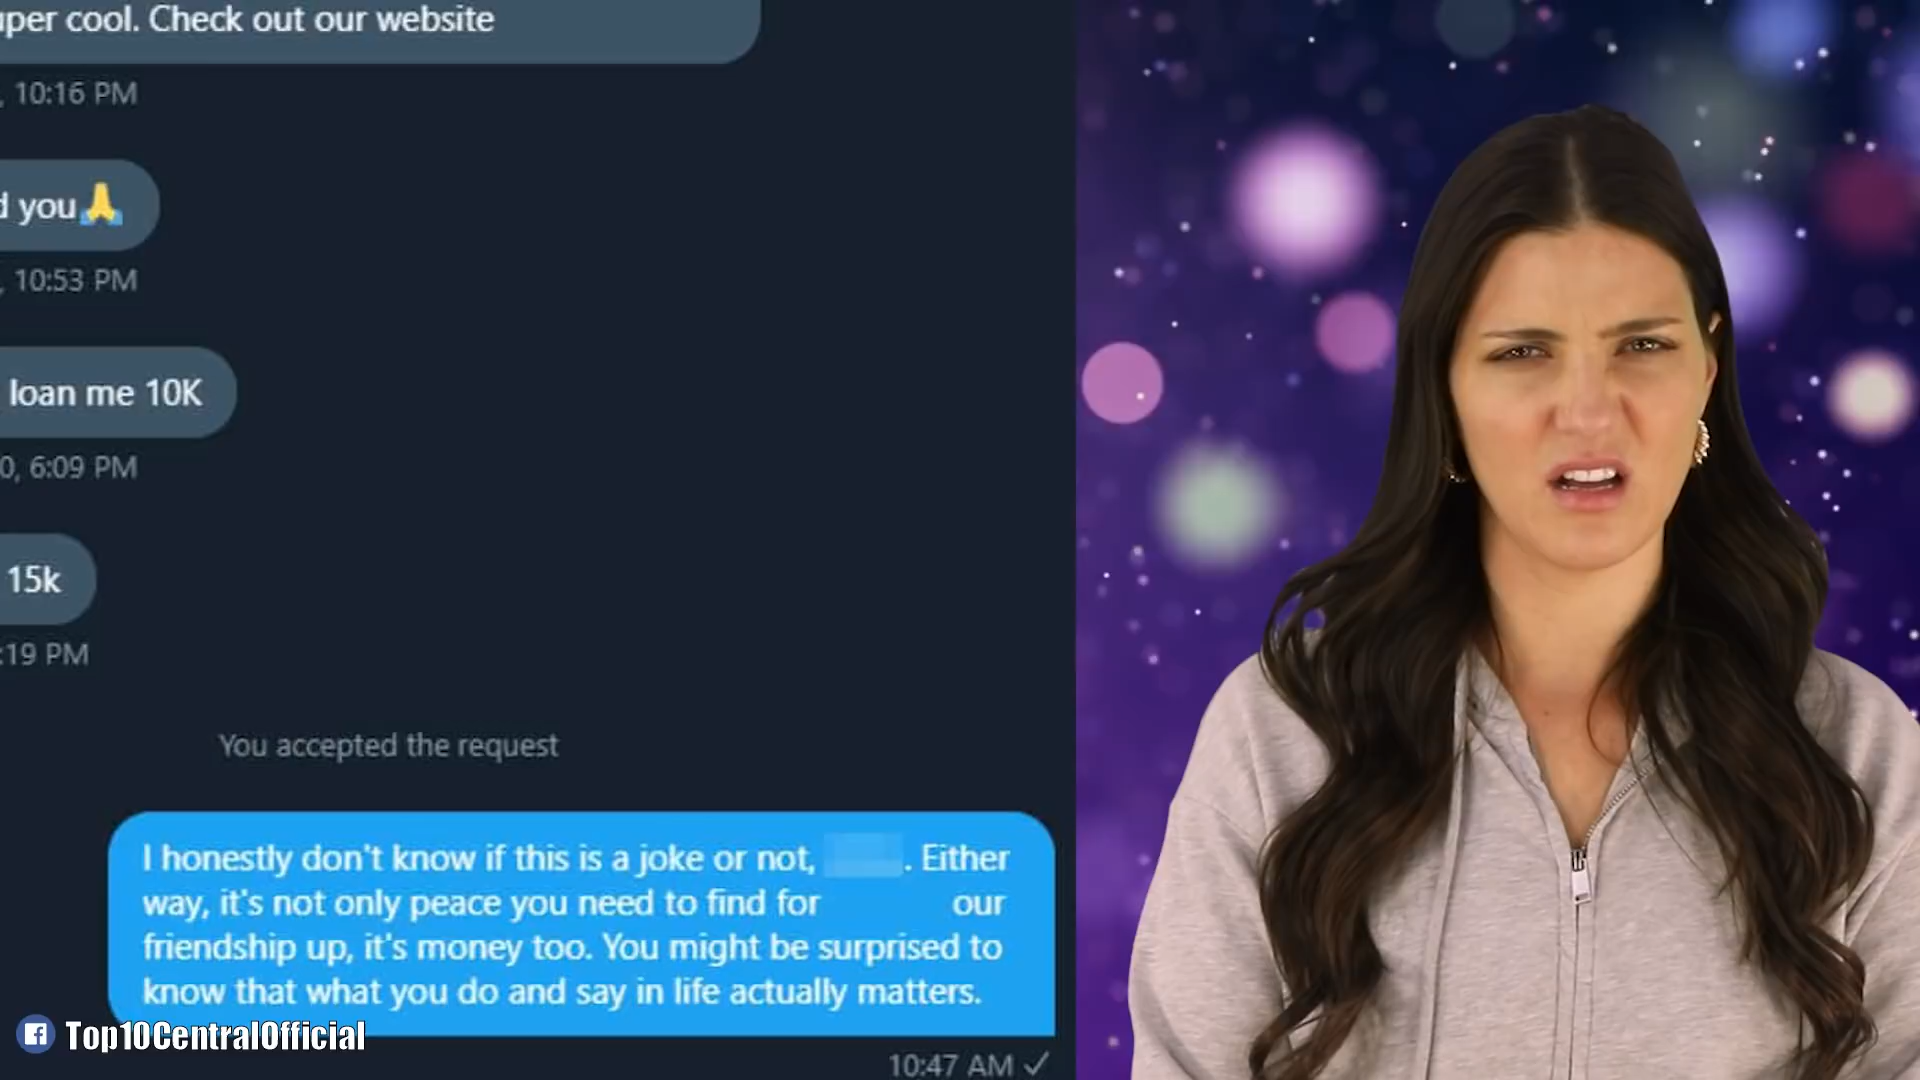 uper cool. Check out our website
, 10:16 PM
d you🙏
, 10:53 PM
loan me 10K
0, 6:09 PM
15k
:19 PM
You accepted the request
I honestly don't know if this is a joke or not, . Either
way, it's not only peace you need to find for our
friendship up, it's money too. You might be surprised to
know that what you do and say in life actually matters.
Top10CentralOfficial
10:47 AM ✓